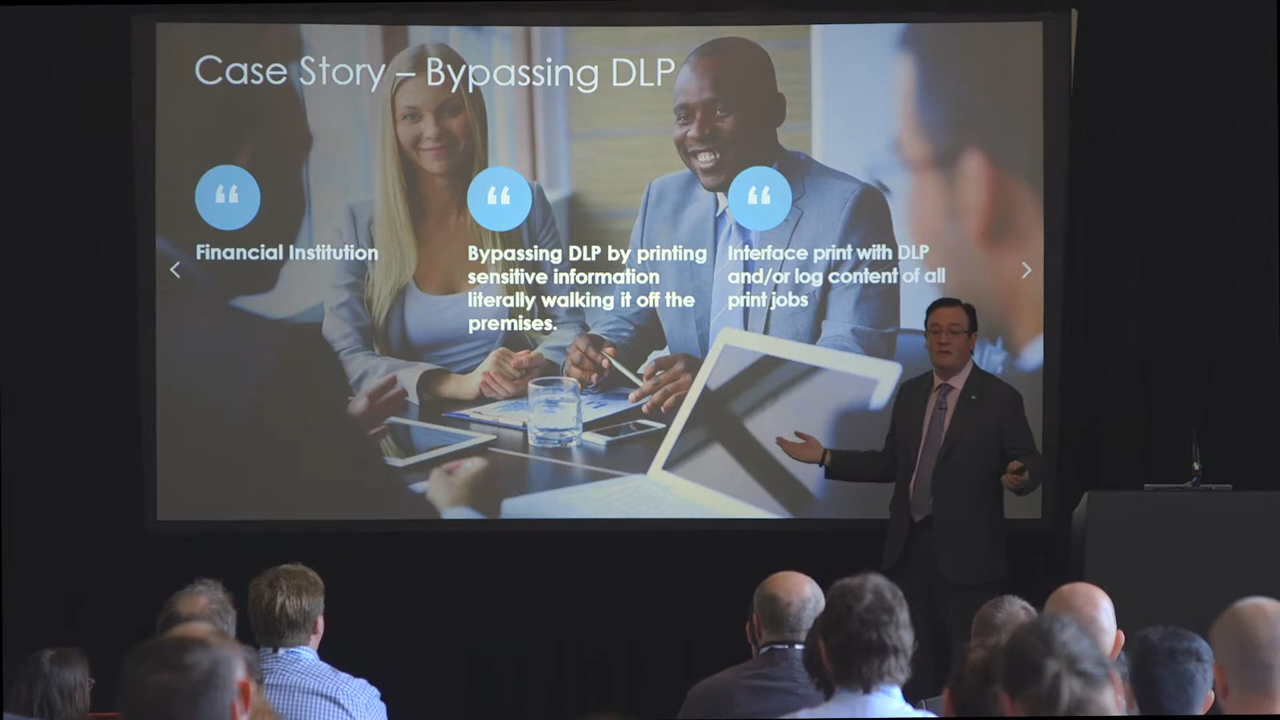 Case Story – Bypassing DLP
Financial Institution
Bypassing DLP by printing
sensitive information
literally walking it off the
premises.
Interface print with DLP
and/or log content of all
print jobs